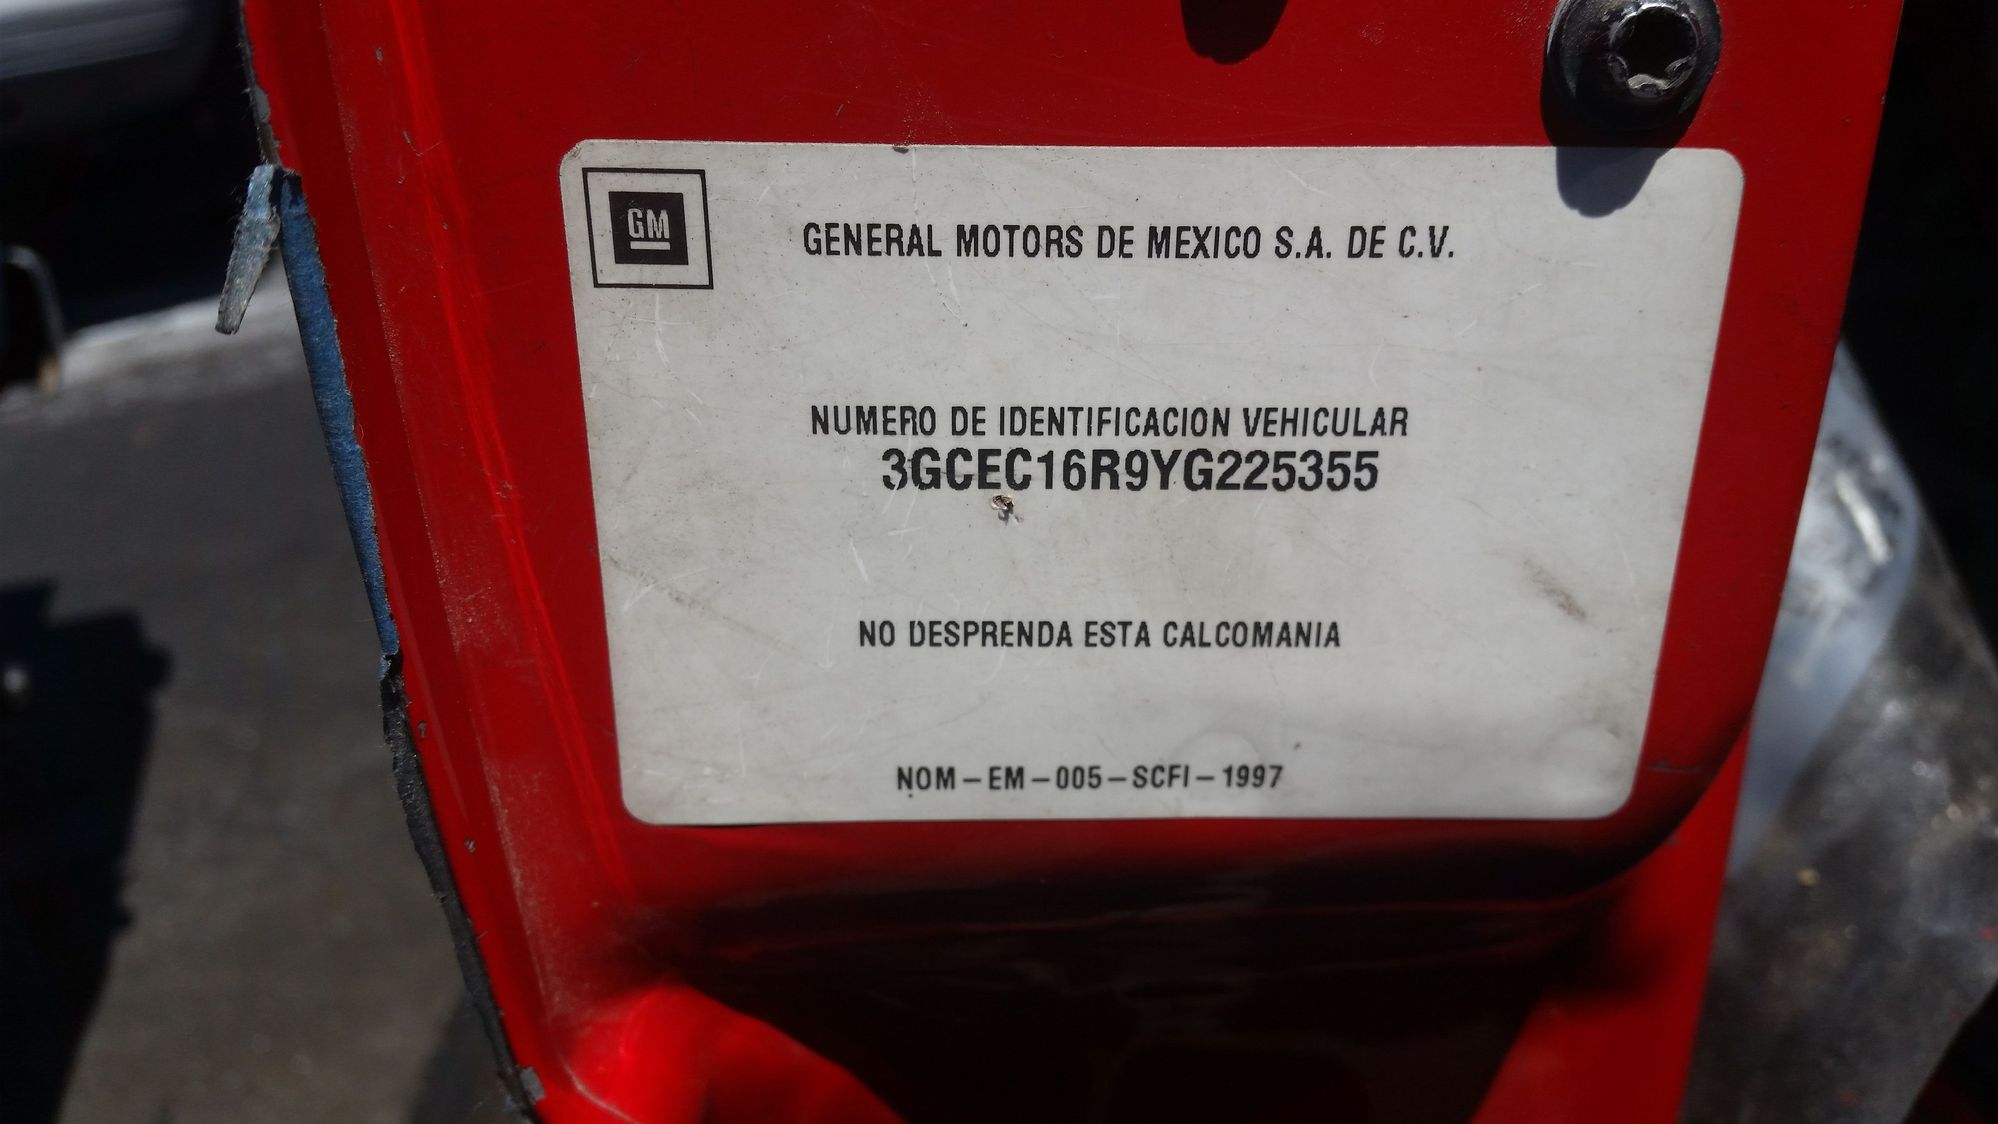 GM
GENERAL MOTORS DE MEXICO S.A. DE C.V.
NUMERO DE IDENTIFICACION VEHICULAR
3GCEC16R9YG225355
NO DESPRENDA ESTA CALCOMANIA
NOM-EM-005-SCFI-1997